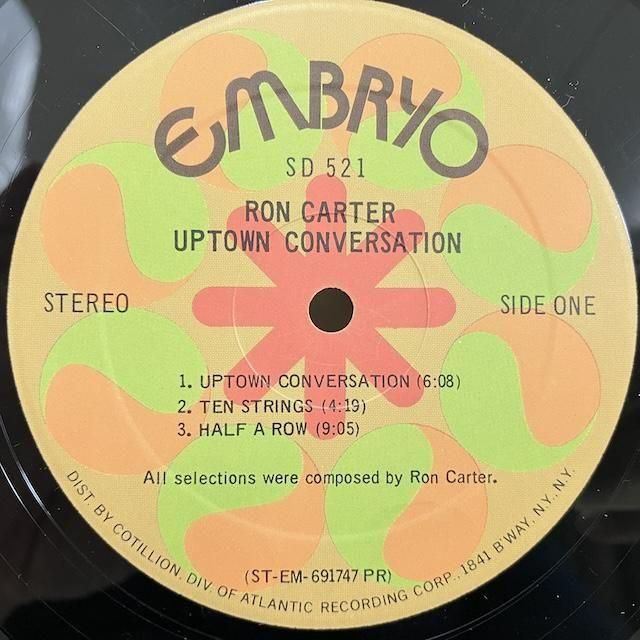 EMBRYO
SD 521
RON CARTER
UPTOWN CONVERSATION
STEREO
SIDE ONE
1. UPTOWN CONVERSATION (6:08)
2. TEN STRINGS (4:19)
3. HALF A ROW (9:05)
All selections were composed by Ron Carter.
(ST-EM-691747 PR)
DIST. BY COTILLION, DIV. OF ATLANTIC RECORDING CORP., 1841 B'WAY, N.Y. N.Y.